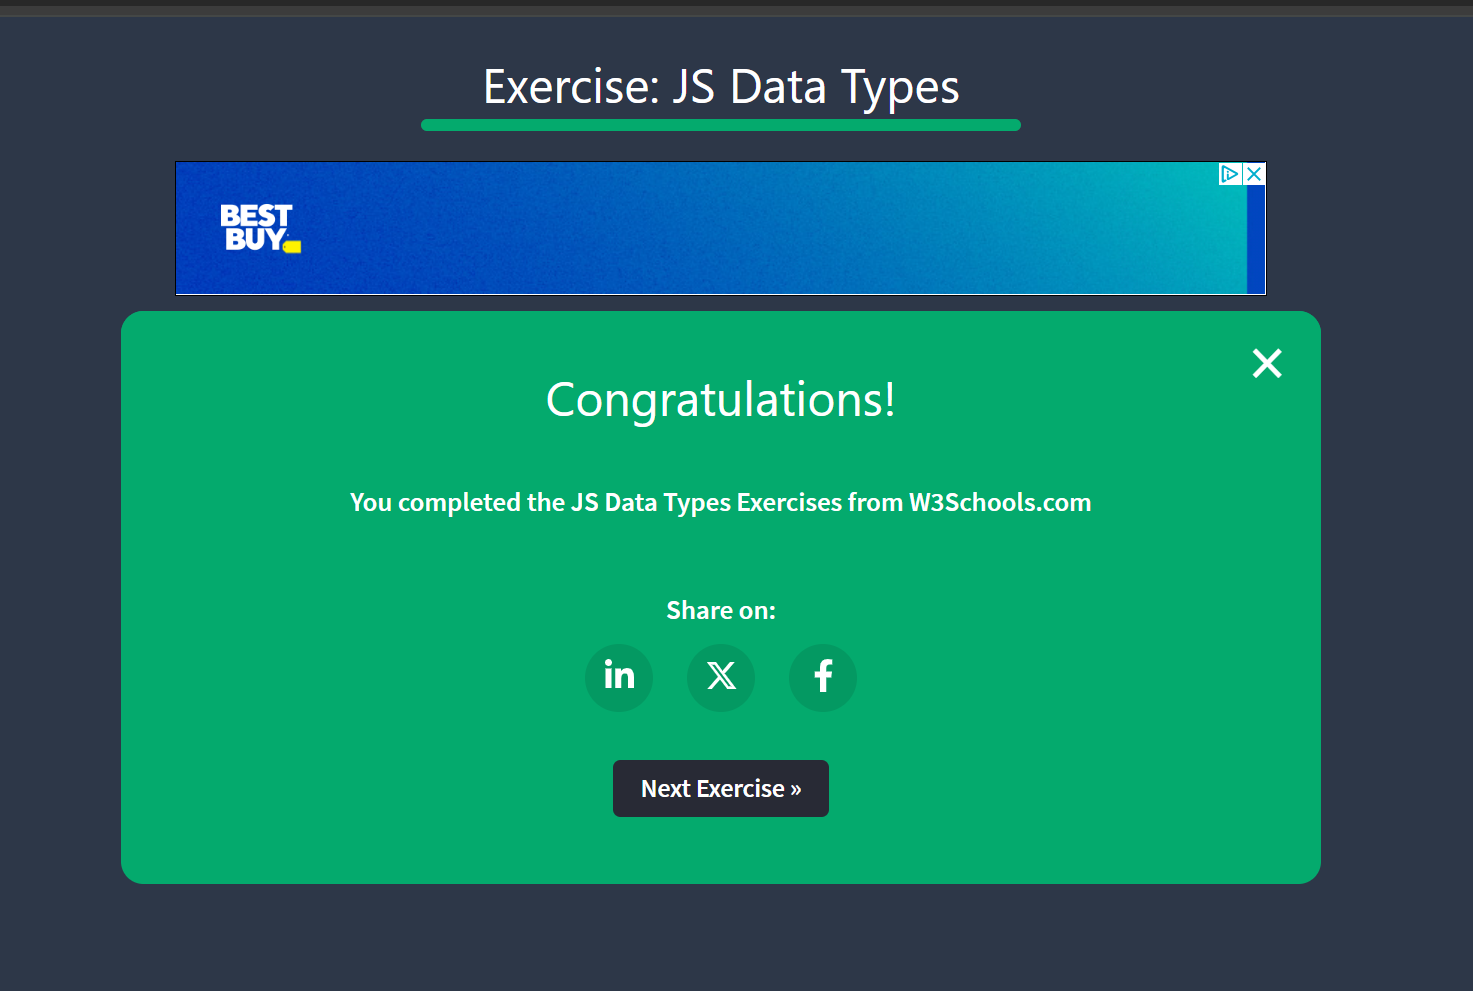 Exercise: JS Data Types
BEST
BUY
Congratulations!
You completed the JS Data Types Exercises from W3Schools.com
Share on:
in
X
f
Next Exercise »